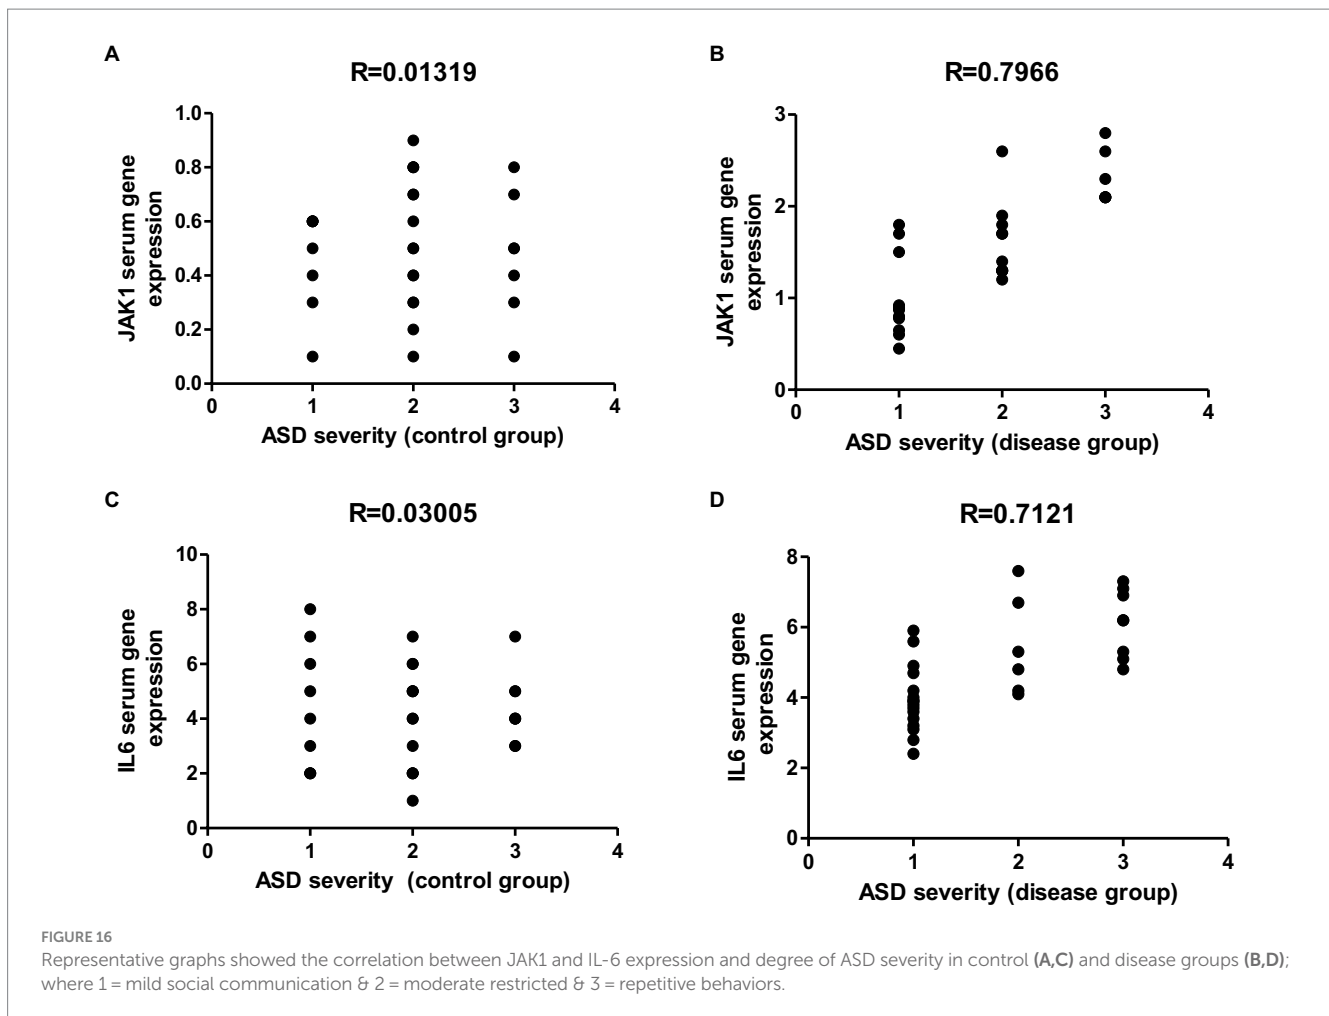 A
R=0.01319
JAK1 serum gene
expression
1.0
0.8
0.6
0.4
0.2
0.0
0 1 2 3 4
ASD severity (control group)
B
R=0.7966
JAK1 serum gene
expression
3
2
1
0
0 1 2 3 4
ASD severity (disease group)
C
R=0.03005
IL6 serum gene
expression
10
8
6
4
2
0
0 1 2 3 4
ASD severity (control group)
D
R=0.7121
IL6 serum gene
expression
8
6
4
2
0
0 1 2 3 4
ASD severity (disease group)
FIGURE 16
Representative graphs showed the correlation between JAK1 and IL-6 expression and degree of ASD severity in control (A,C) and disease groups (B,D);
where 1 = mild social communication & 2 = moderate restricted & 3 = repetitive behaviors.